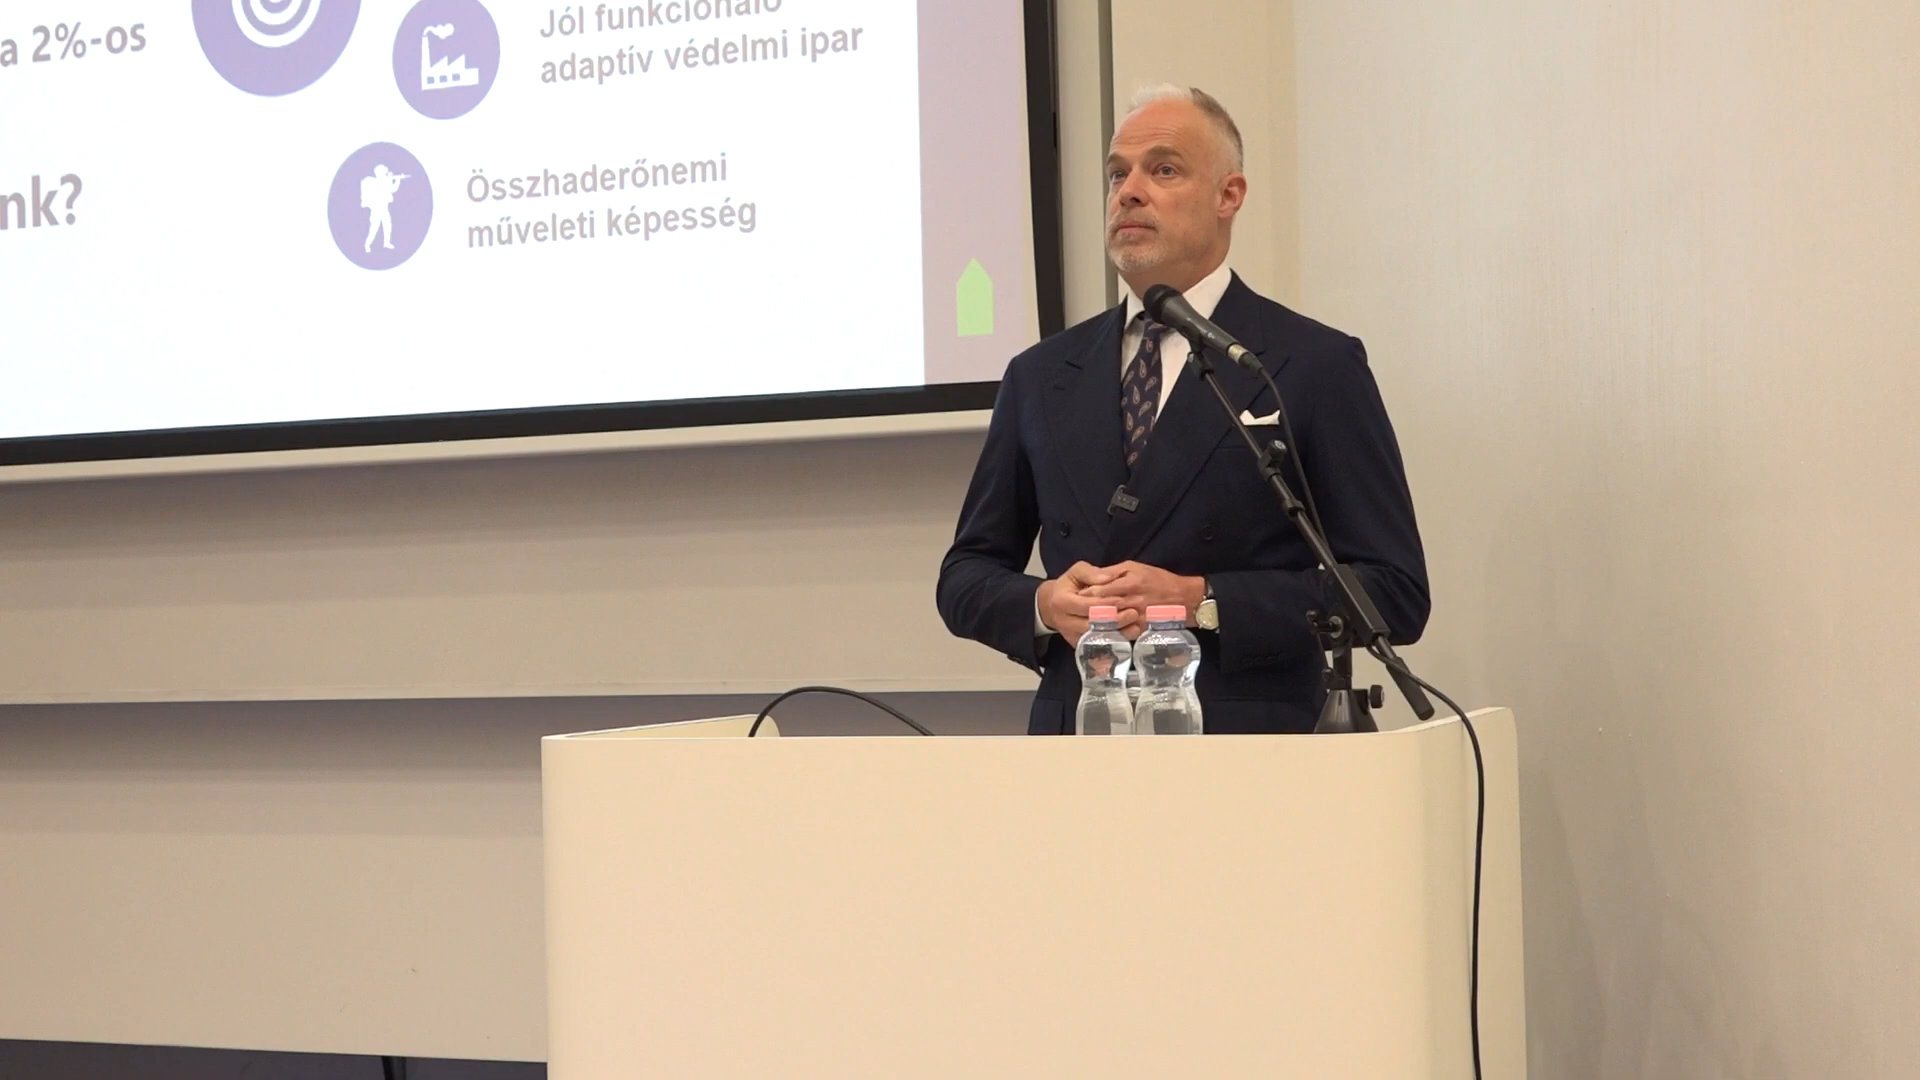 a 2%-os
nk?
Jól funkcionáló
adaptív védelmi ipar
Összhaderőnemi
műveleti képesség